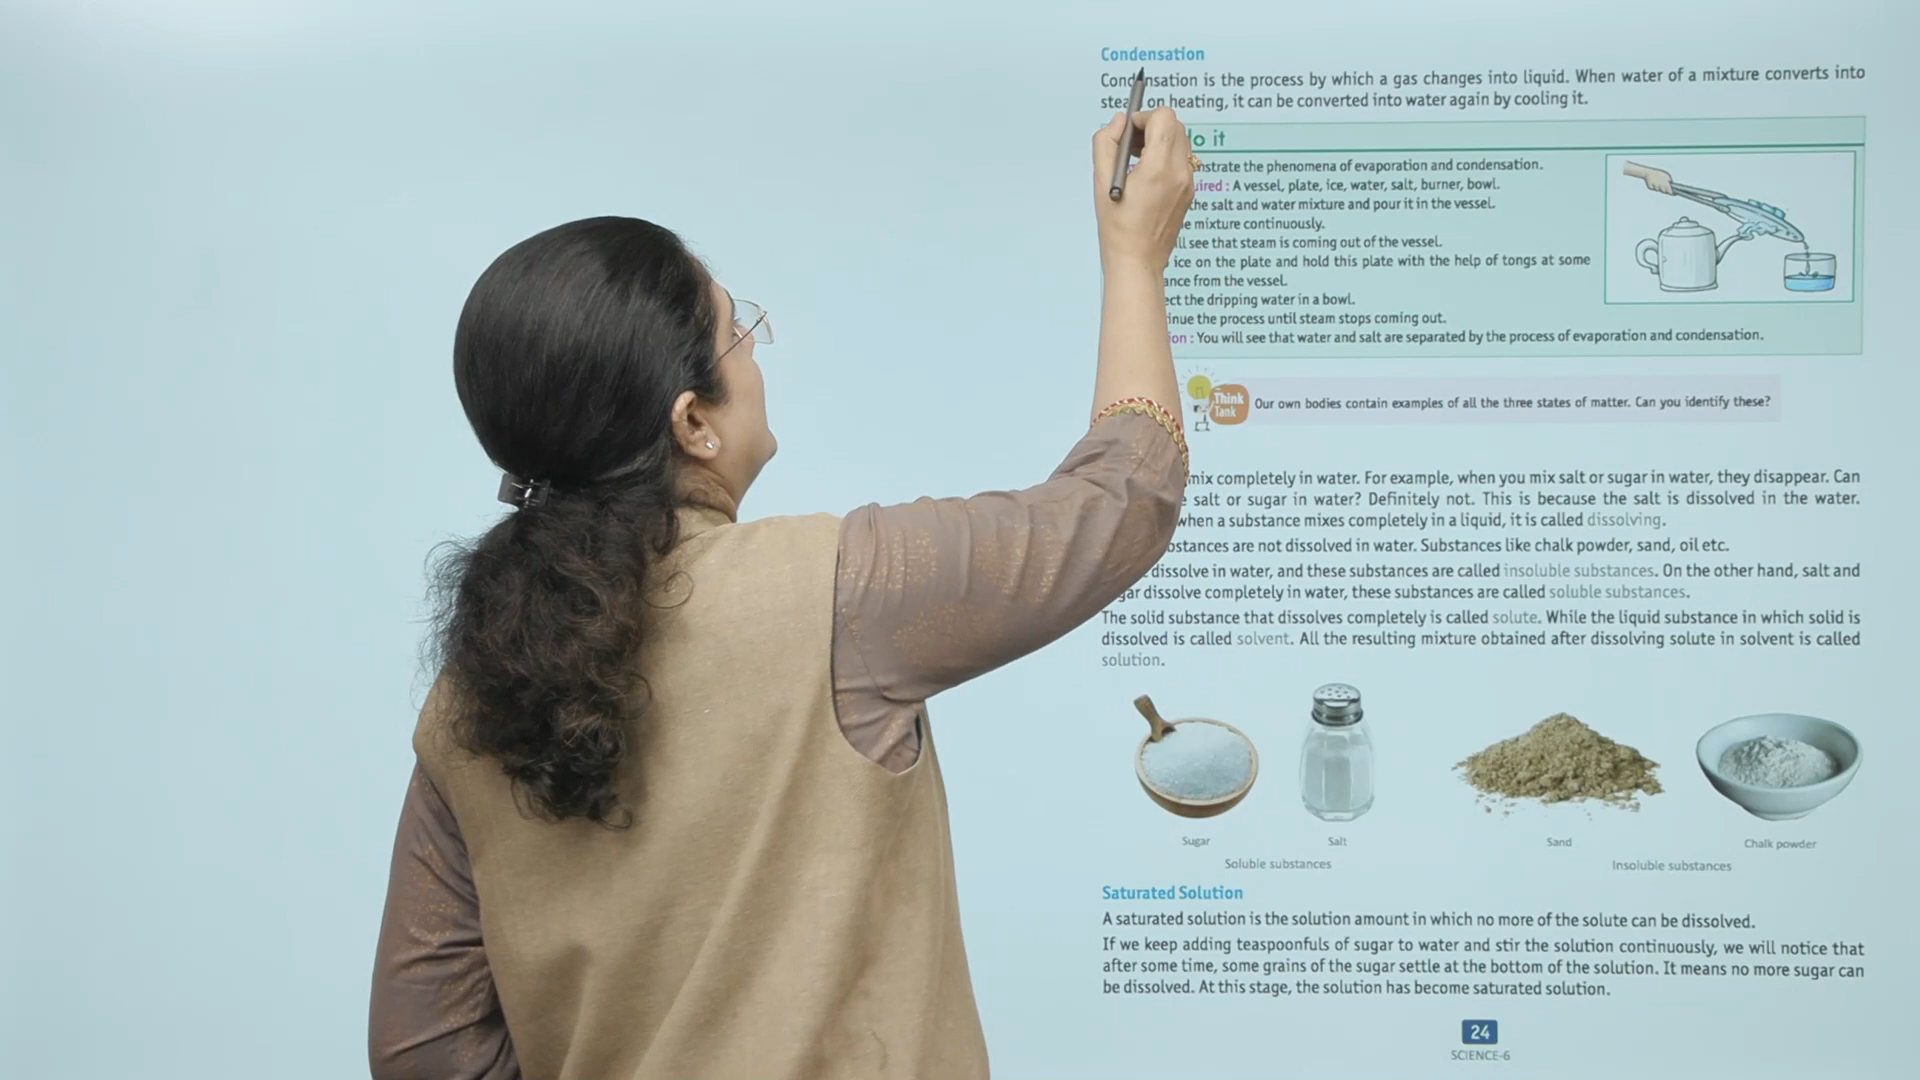 Condensation
Condensation is the process by which a gas changes into liquid. When water of a mixture converts into
on heating, it can be converted into water again by cooling it.
do it
the phenomena of evaporation and condensation.
: A vessel, plate, ice, water, salt, burner, bowl.
the salt and water mixture and pour it in the vessel.
mixture continuously.
see that steam is coming out of the vessel.
ice on the plate and hold this plate with the help of tongs at some
from the vessel.
the dripping water in a bowl.
the process until steam stops coming out.
: You will see that water and salt are separated by the process of evaporation and condensation.
Think
Tank
Our own bodies contain examples of all the three states of matter. Can you identify these?
mix completely in water. For example, when you mix salt or sugar in water, they disappear. Can
salt or sugar in water? Definitely not. This is because the salt is dissolved in the water.
when a substance mixes completely in a liquid, it is called dissolving.
are not dissolved in water. Substances like chalk powder, sand, oil etc.
dissolve in water, and these substances are called insoluble substances. On the other hand, salt and
dissolve completely in water, these substances are called soluble substances.
The solid substance that dissolves completely is called solute. While the liquid substance in which solid is
dissolved is called solvent. All the resulting mixture obtained after dissolving solute in solvent is called
solution.
Sugar
Salt
Sand
Chalk powder
Soluble substances
Insoluble substances
Saturated Solution
A saturated solution is the solution amount in which no more of the solute can be dissolved.
If we keep adding teaspoonfuls of sugar to water and stir the solution continuously, we will notice that
after some time, some grains of the sugar settle at the bottom of the solution. It means no more sugar can
be dissolved. At this stage, the solution has become saturated solution.
24
SCIENCE-6